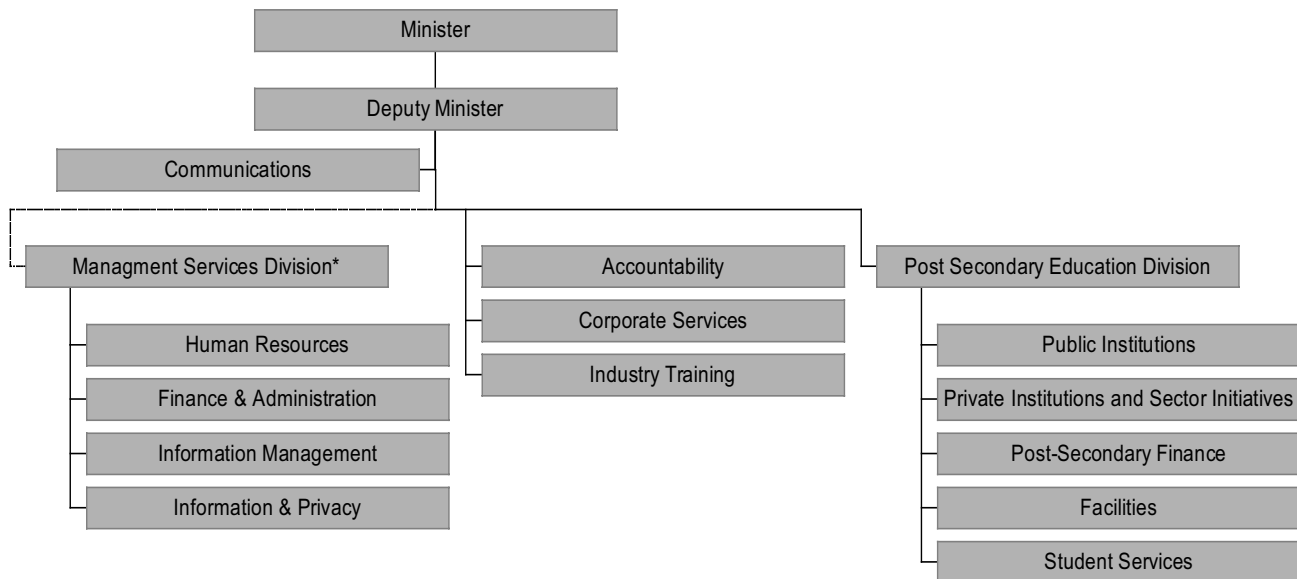 Minister
Deputy Minister
Communications
Managment Services Division*
Human Resources
Finance & Administration
Information Management
Information & Privacy
Accountability
Corporate Services
Industry Training
Post Secondary Education Division
Public Institutions
Private Institutions and Sector Initiatives
Post-Secondary Finance
Facilities
Student Services